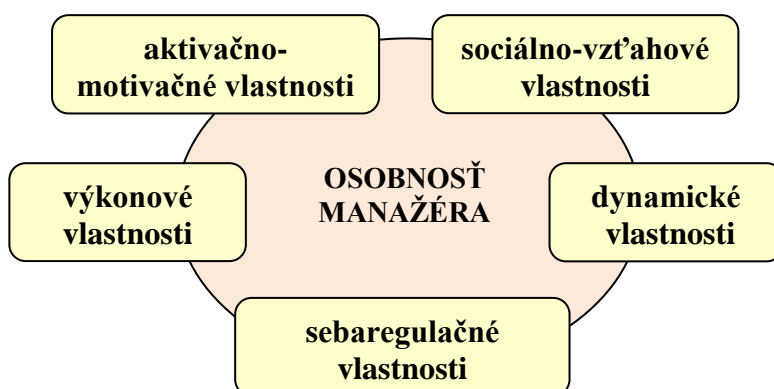 aktivačno-
motivačné vlastnosti
sociálno-vzťahové
vlastnosti
OSOBNOSŤ
MANAŽÉRA
výkonové
vlastnosti
dynamické
vlastnosti
sebaregulačné
vlastnosti